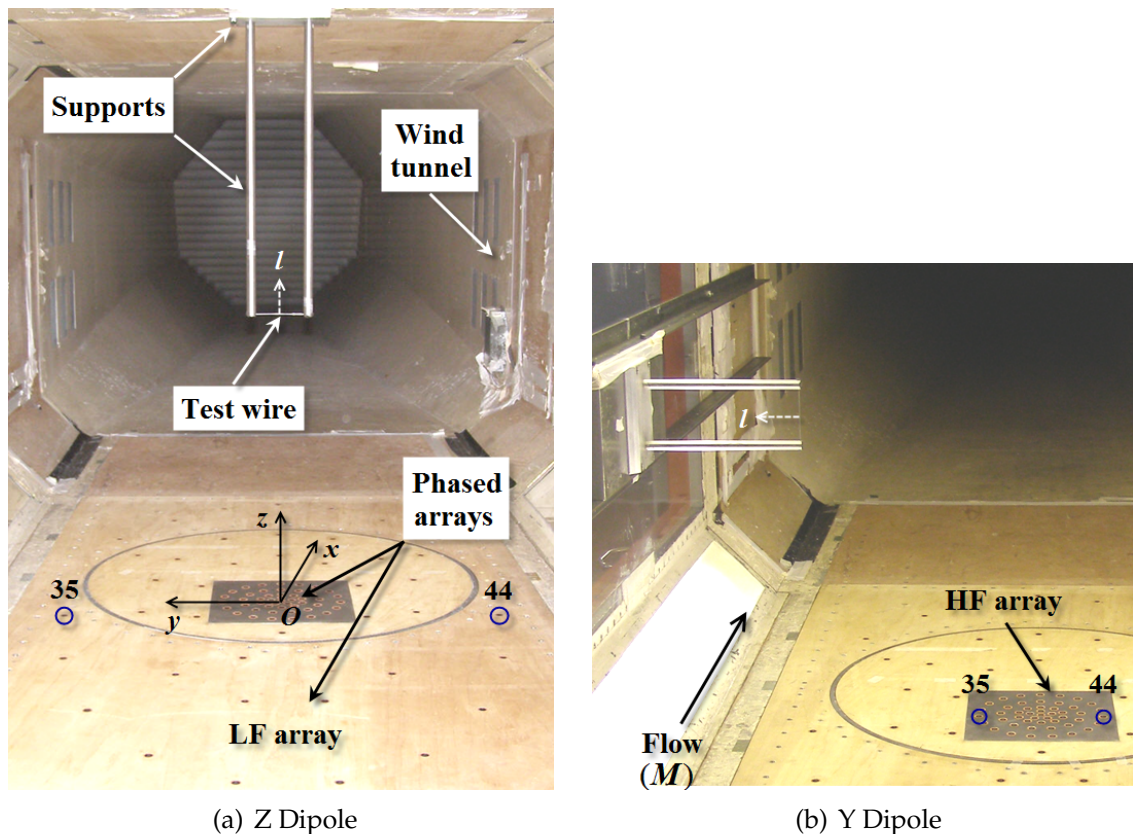 Supports
Wind
tunnel
l
Test wire
Phased
arrays
z
x
35
44
y
O
LF array
l
HF array
35
44
Flow
(M)
(a) Z Dipole
(b) Y Dipole